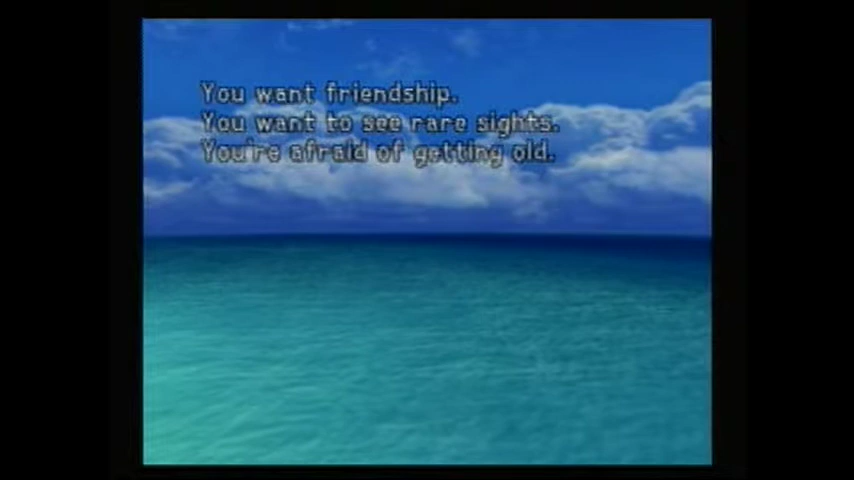 You want friendship.
You want to see rare sights.
You're afraid of getting old.